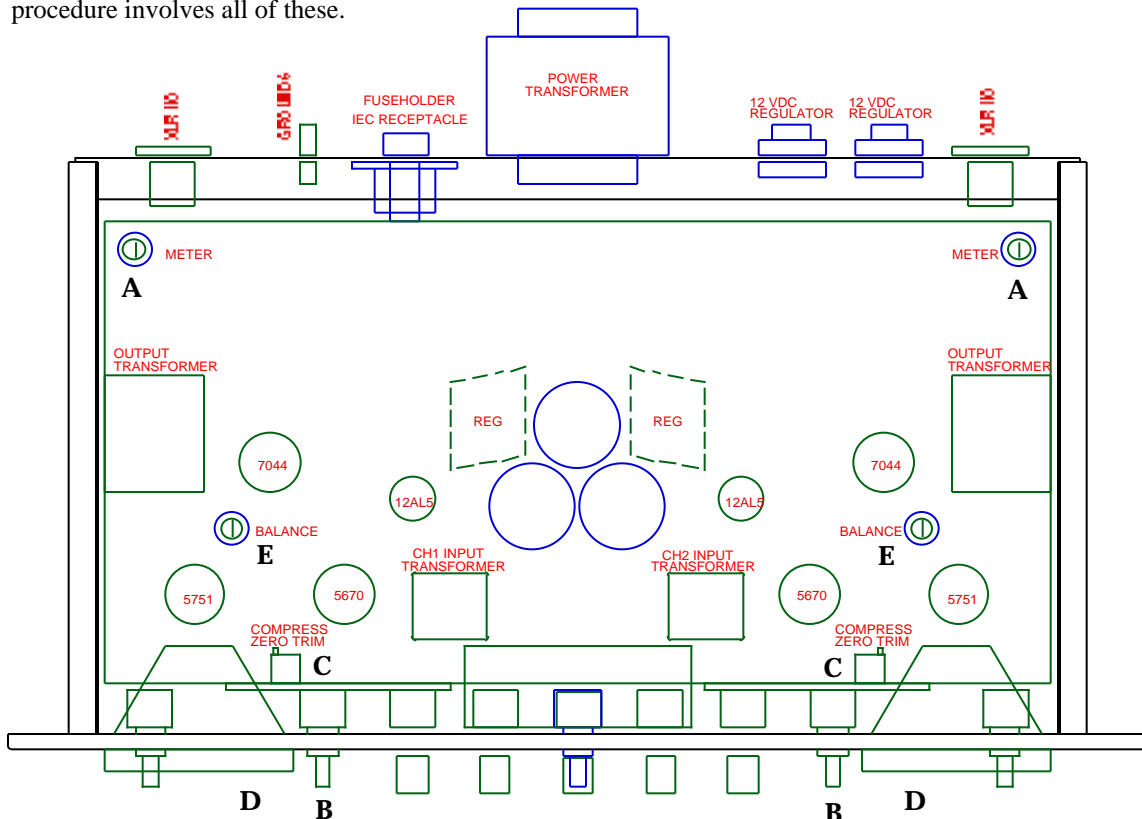 procedure involves all of these.
POWER
TRANSFORMER
FUSEHOLDER
IEC RECEPTACLE
12 VDC
REGULATOR
12 VDC
REGULATOR
METER
A
METER
A
OUTPUT
TRANSFORMER
OUTPUT
TRANSFORMER
REG
REG
7044
7044
12AL5
12AL5
BALANCE
E
BALANCE
E
CH1 INPUT
TRANSFORMER
CH2 INPUT
TRANSFORMER
5751
5670
5670
5751
COMPRESS
ZERO TRIM
C
COMPRESS
ZERO TRIM
C
D
B
B
D